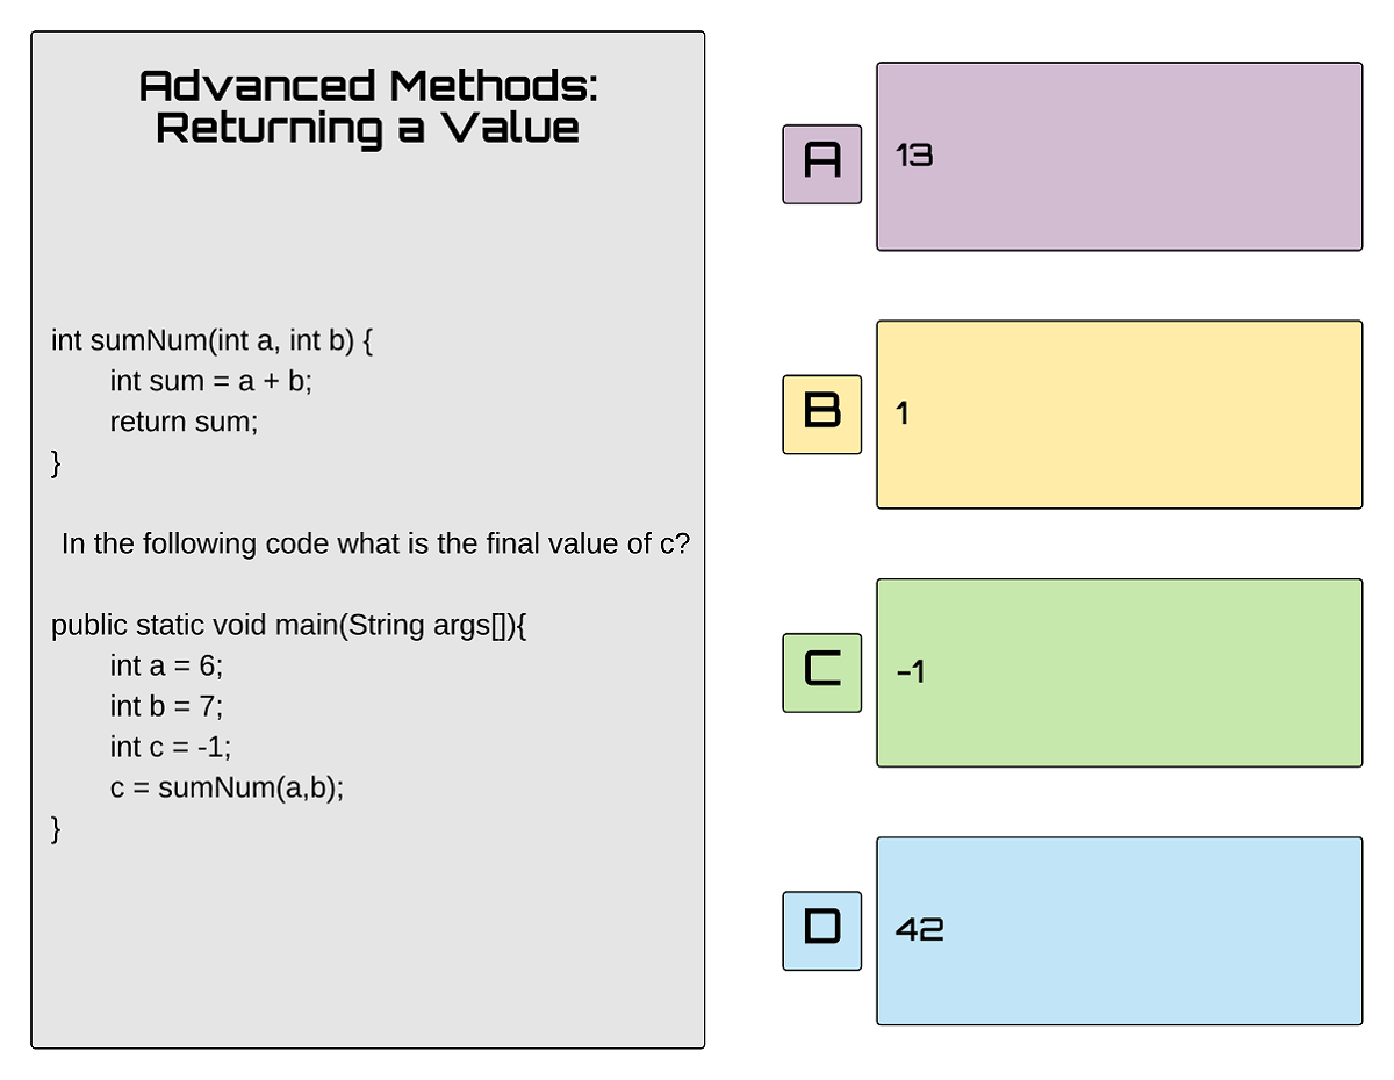 Advanced Methods:
Returning a Value
int sumNum(int a, int b) {
int sum = a + b;
return sum;
}
In the following code what is the final value of c?
public static void main(String args[]){
int a = 6;
int b = 7;
int c = -1;
c = sumNum(a,b);
}
A
13
B
1
C
-1
D
42